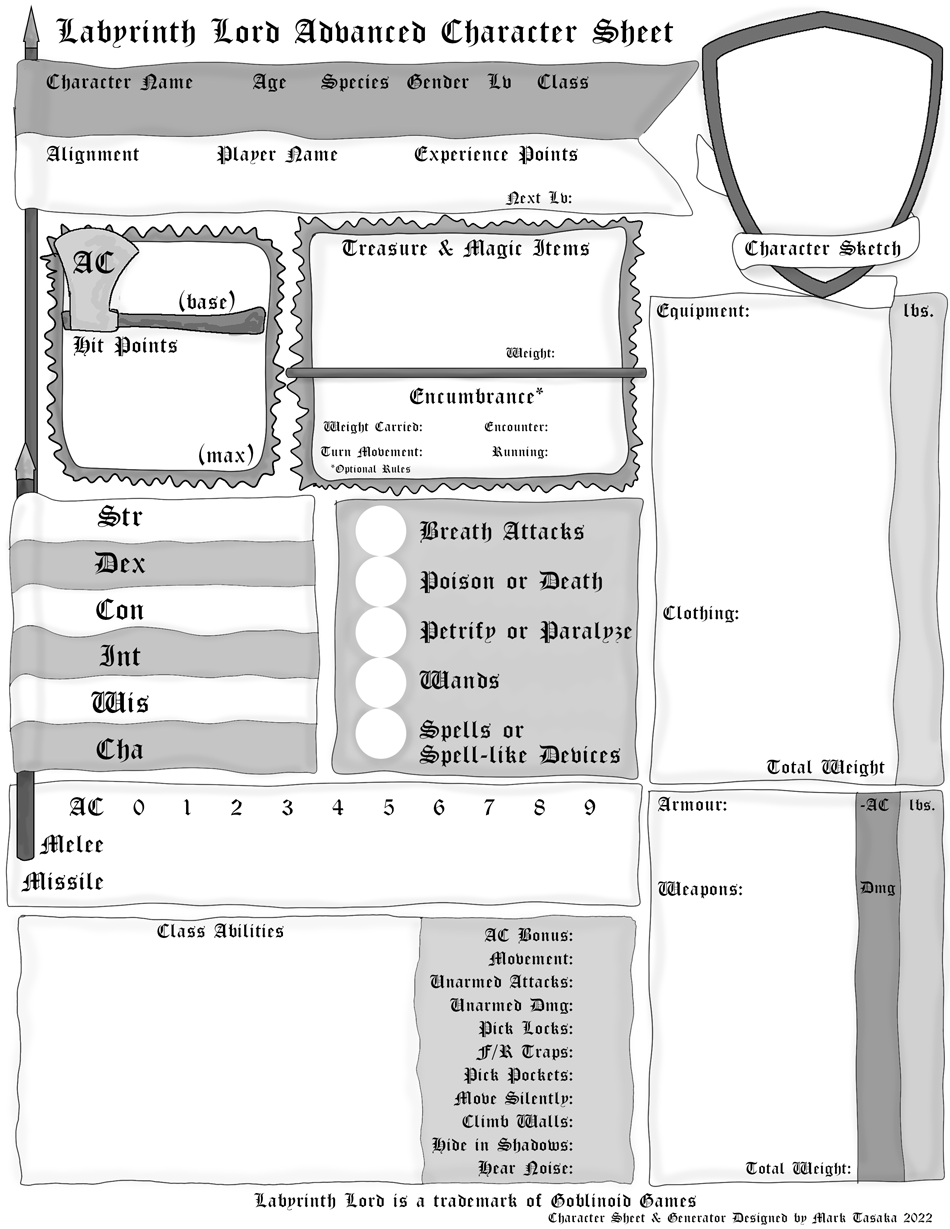 Labyrinth Lord Advanced Character Sheet
Character Name Age Species Gender Lv Class
Alignment Player Name Experience Points
Next Lv:
Character Sketch
AC
(base)
Hit Points
(max)
Treasure & Magic Items
Weight:
Encumbrance*
Weight Carried: Encounter:
Turn Movement: Running:
*Optional Rules
Equipment: lbs.
Clothing:
Total Weight
Str
Dex
Con
Int
Wis
Cha
Breath Attacks
Poison or Death
Petrify or Paralyze
Wands
Spells or
Spell-like Devices
AC 0 1 2 3 4 5 6 7 8 9
Melee
Missile
Armour: -AC lbs.
Weapons: Dmg
Total Weight:
Class Abilities
AC Bonus:
Movement:
Unarmed Attacks:
Unarmed Dmg:
Pick Locks:
F/R Traps:
Pick Pockets:
Move Silently:
Climb Walls:
Hide in Shadows:
Hear Noise:
Labyrinth Lord is a trademark of Goblinoid Games
Character Sheet & Generator Designed by Mark Tasaka 2022